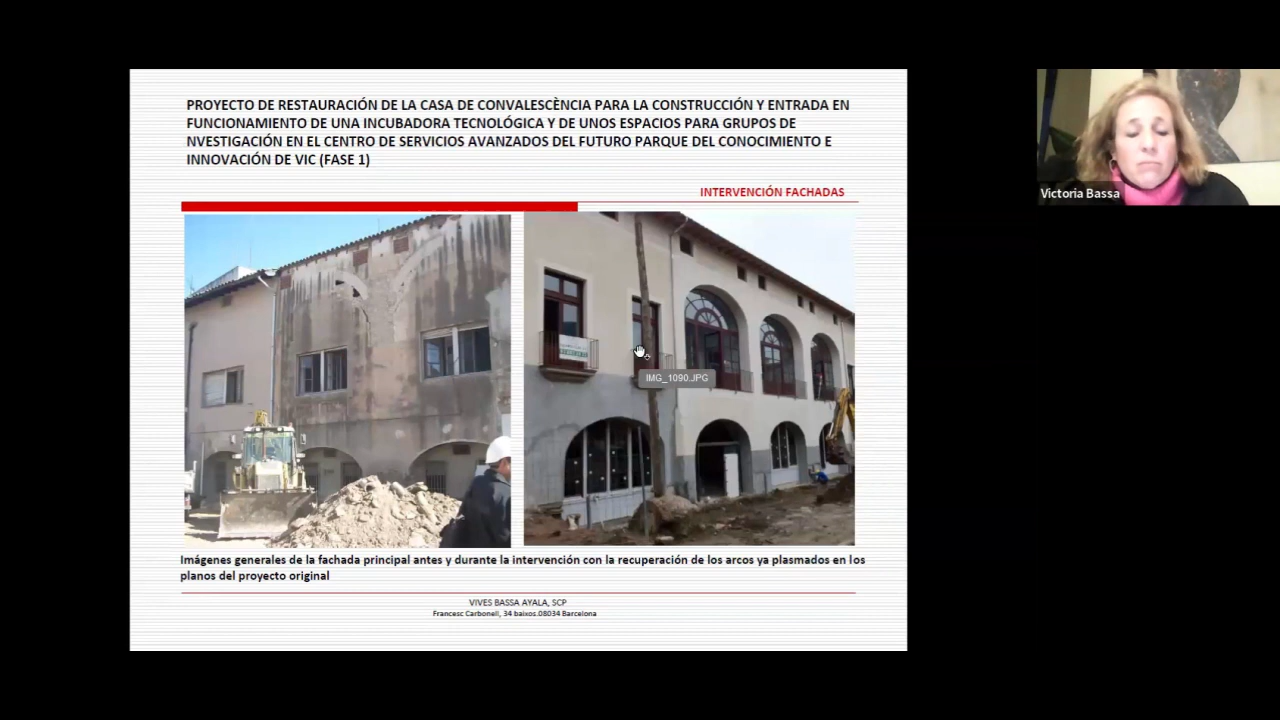 PROYECTO DE RESTAURACIÓN DE LA CASA DE CONVALESCÈNCIA PARA LA CONSTRUCCIÓN Y ENTRADA EN
FUNCIONAMIENTO DE UNA INCUBADORA TECNOLÓGICA Y DE UNOS ESPACIOS PARA GRUPOS DE
NVESTIGACIÓN EN EL CENTRO DE SERVICIOS AVANZADOS DEL FUTURO PARQUE DEL CONOCIMIENTO E
INNOVACIÓN DE VIC (FASE 1)
INTERVENCIÓN FACHADAS
Victoria Bassa
IMG_1090.JPG
Imágenes generales de la fachada principal antes y durante la intervención con la recuperación de los arcos ya plasmados en los
planos del proyecto original
VIVES BASSA AYALA, SCP
Francesc Carbonell, 34 baixos.08034 Barcelona